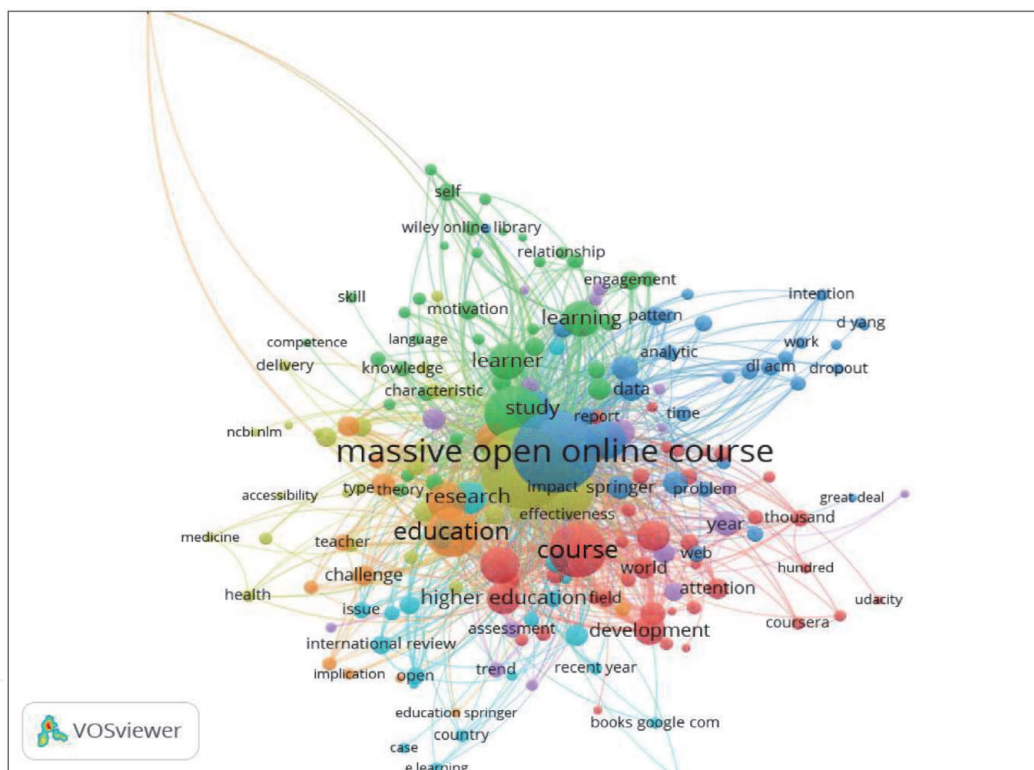 self
wiley online library
relationship
engagement
intention
skill
motivation
learning
pattern
d yang
language
work
competence
analytic
delivery
knowledge
learner
dl acm
dropout
characteristic
data
study
report
time
ncbi nlm
massive open online course
type
theory
research
impact
springer
problem
accessibility
great deal
effectiveness
education
year
thousand
medicine
teacher
course
web
challenge
world
hundred
health
attention
issue
higher education
field
udacity
assessment
development
coursera
international review
trend
recent year
implication
open
education springer
books google com
country
case
e learning
VOSviewer